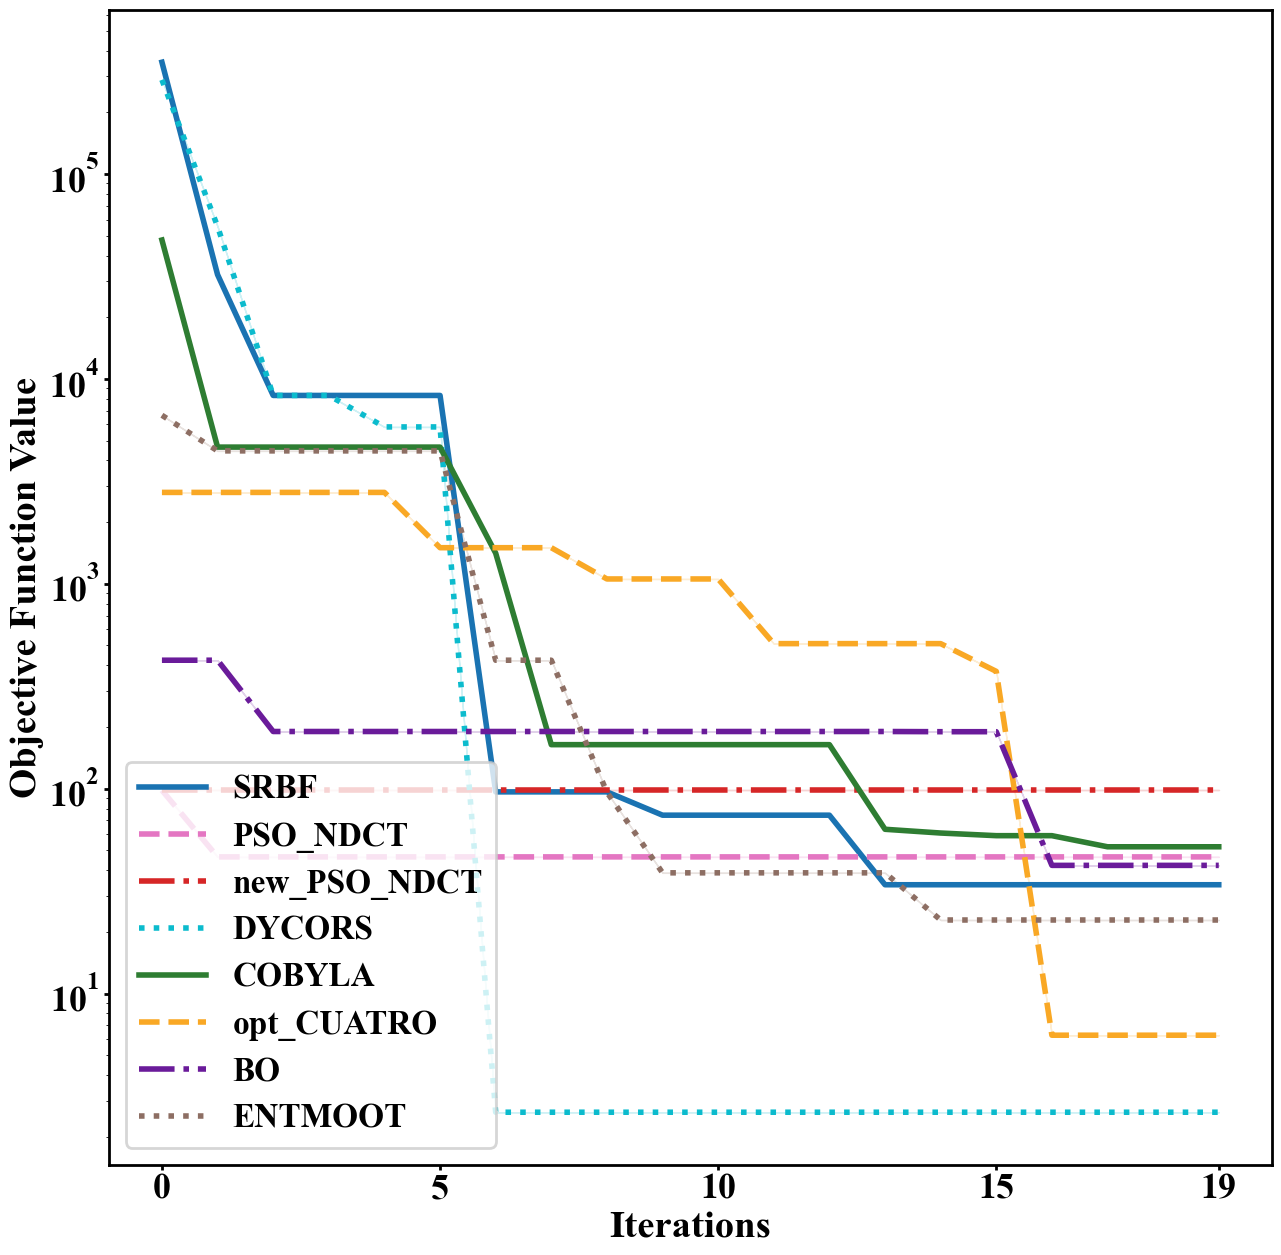 Objective Function Value
10^5
10^4
10^3
10^2
10^1
SRBF
PSO_NDCT
new_PSO_NDCT
DYCORS
COBYLA
opt_CUATRO
BO
ENTMOOT
0 5 10 15 19
Iterations